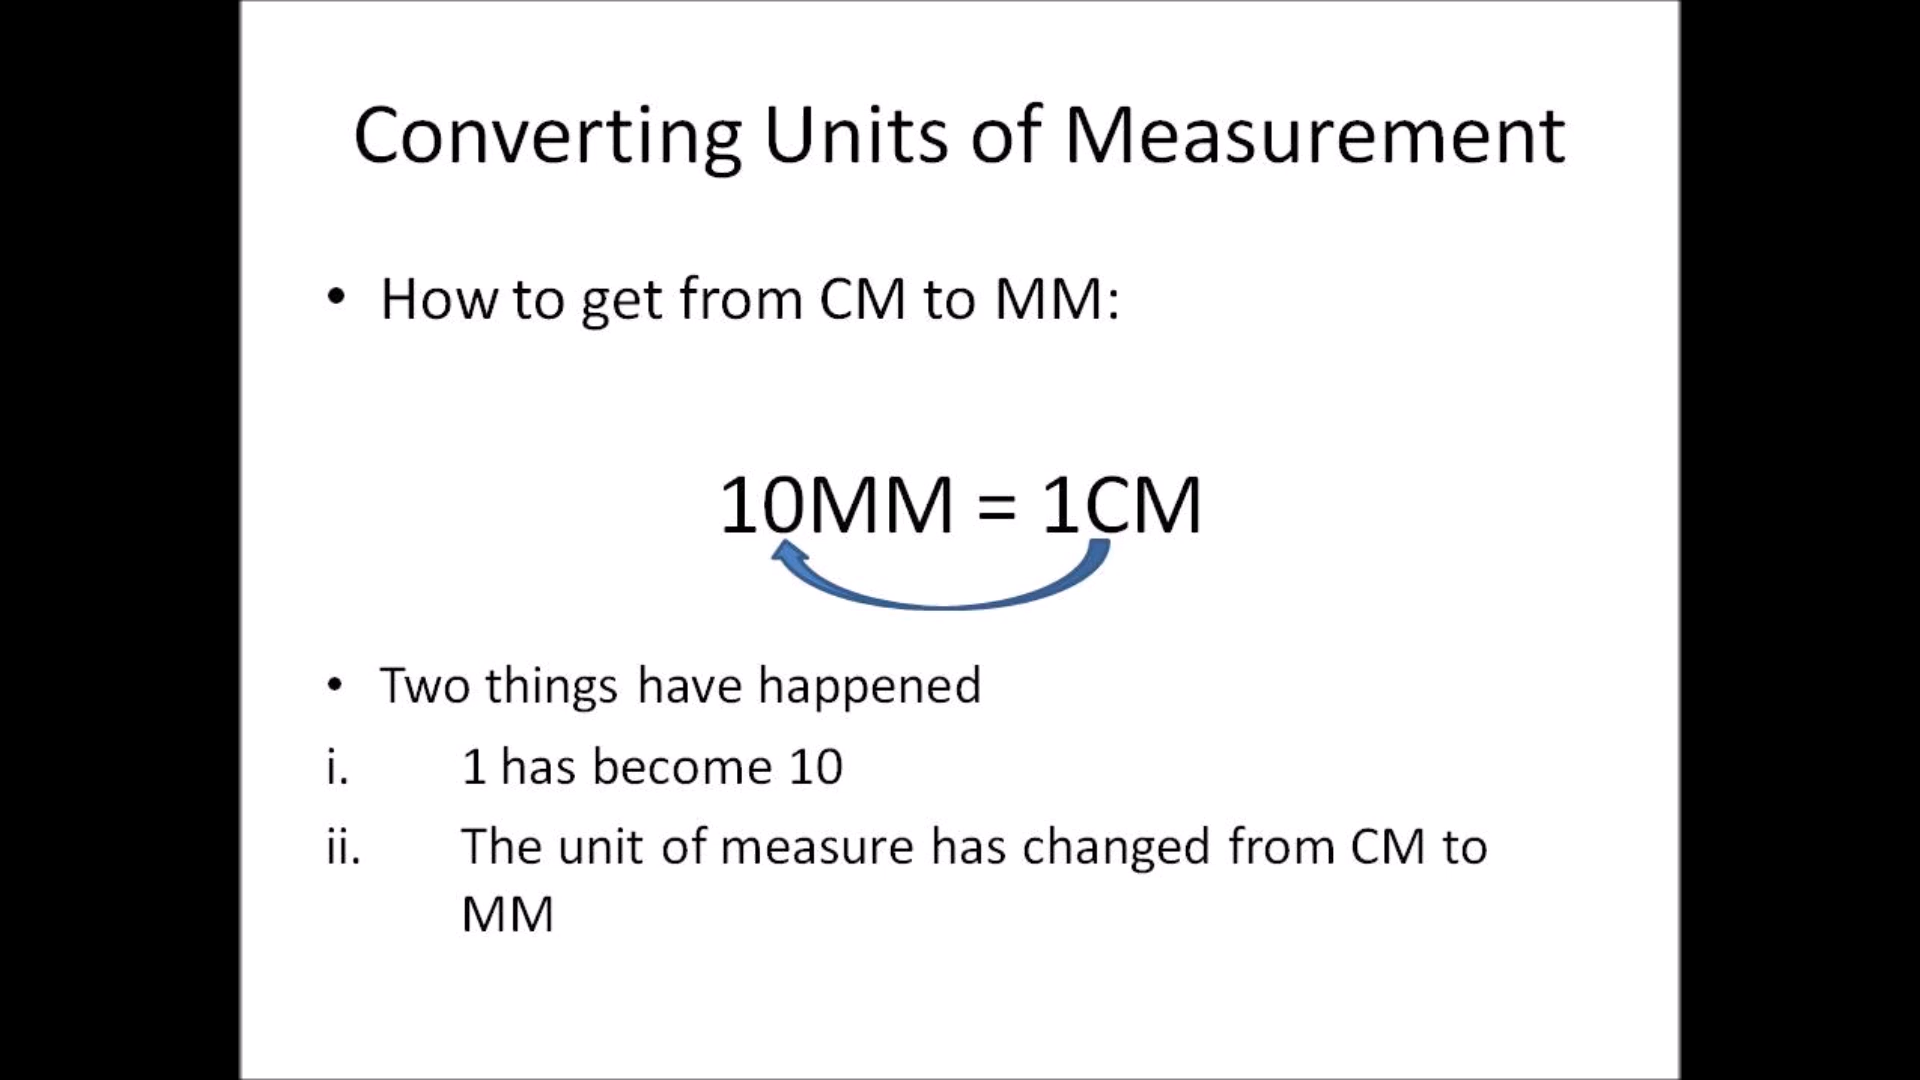 Converting Units of Measurement
• How to get from CM to MM:
10MM = 1CM
• Two things have happened
i. 1 has become 10
ii. The unit of measure has changed from CM to
MM